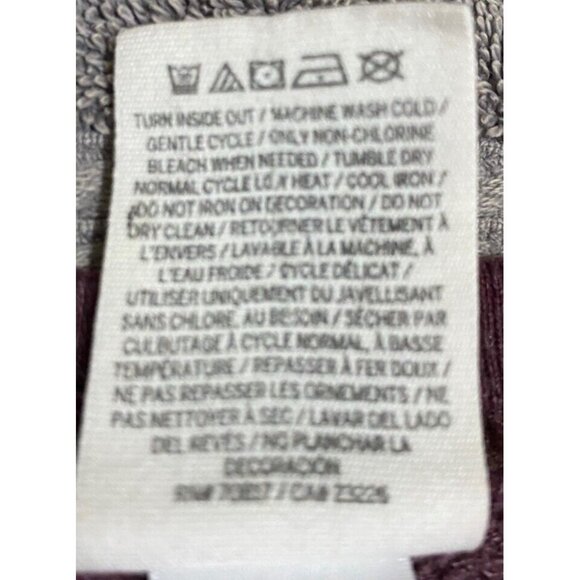 TURN INSIDE OUT / MACHINE WASH COLD /
GENTLE CYCLE / ONLY NON-CHLORINE
BLEACH WHEN NEEDED / TUMBLE DRY
NORMAL CYCLE LOW HEAT / COOL IRON /
DO NOT IRON ON DECORATION / DO NOT
DRY CLEAN / RETOURNER LE VÊTEMENT À
L'ENVERS / LAVABLE À LA MACHINE, À
L'EAU FROIDE / CYCLE DÉLICAT /
UTILISER UNIQUEMENT DU JAVELLISANT
SANS CHLORE, AU BESOIN / SÉCHER PAR
CULBUTAGE À CYCLE NORMAL, À BASSE
TEMPÉRATURE / REPASSER À FER DOUX /
NE PAS REPASSER LES ORNEMENTS / NE
PAS NETTOYER À SEC / LAVAR DEL LADO
DEL REVÉS / NO PLANCHAR LA
DECORACIÓN
RN# / CA# 23226